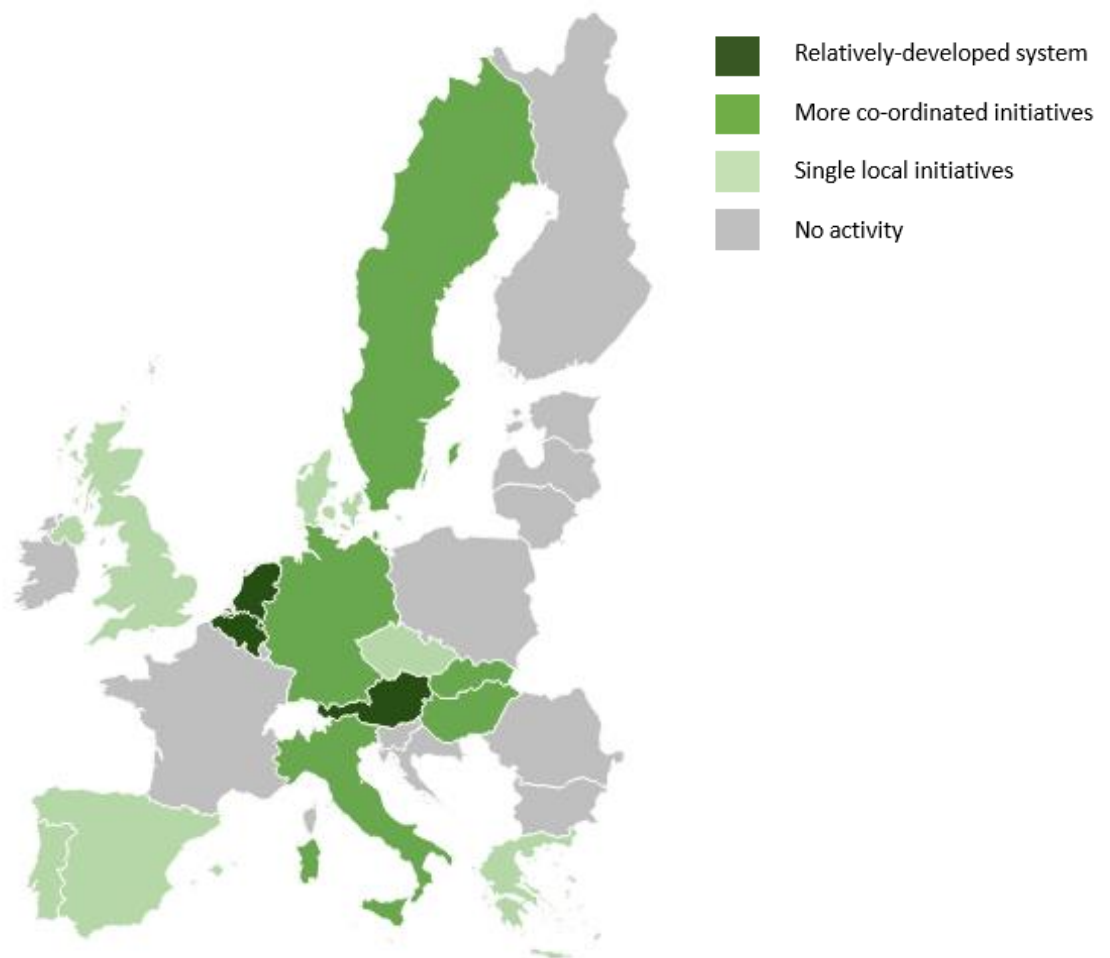 Relatively-developed system
More co-ordinated initiatives
Single local initiatives
No activity